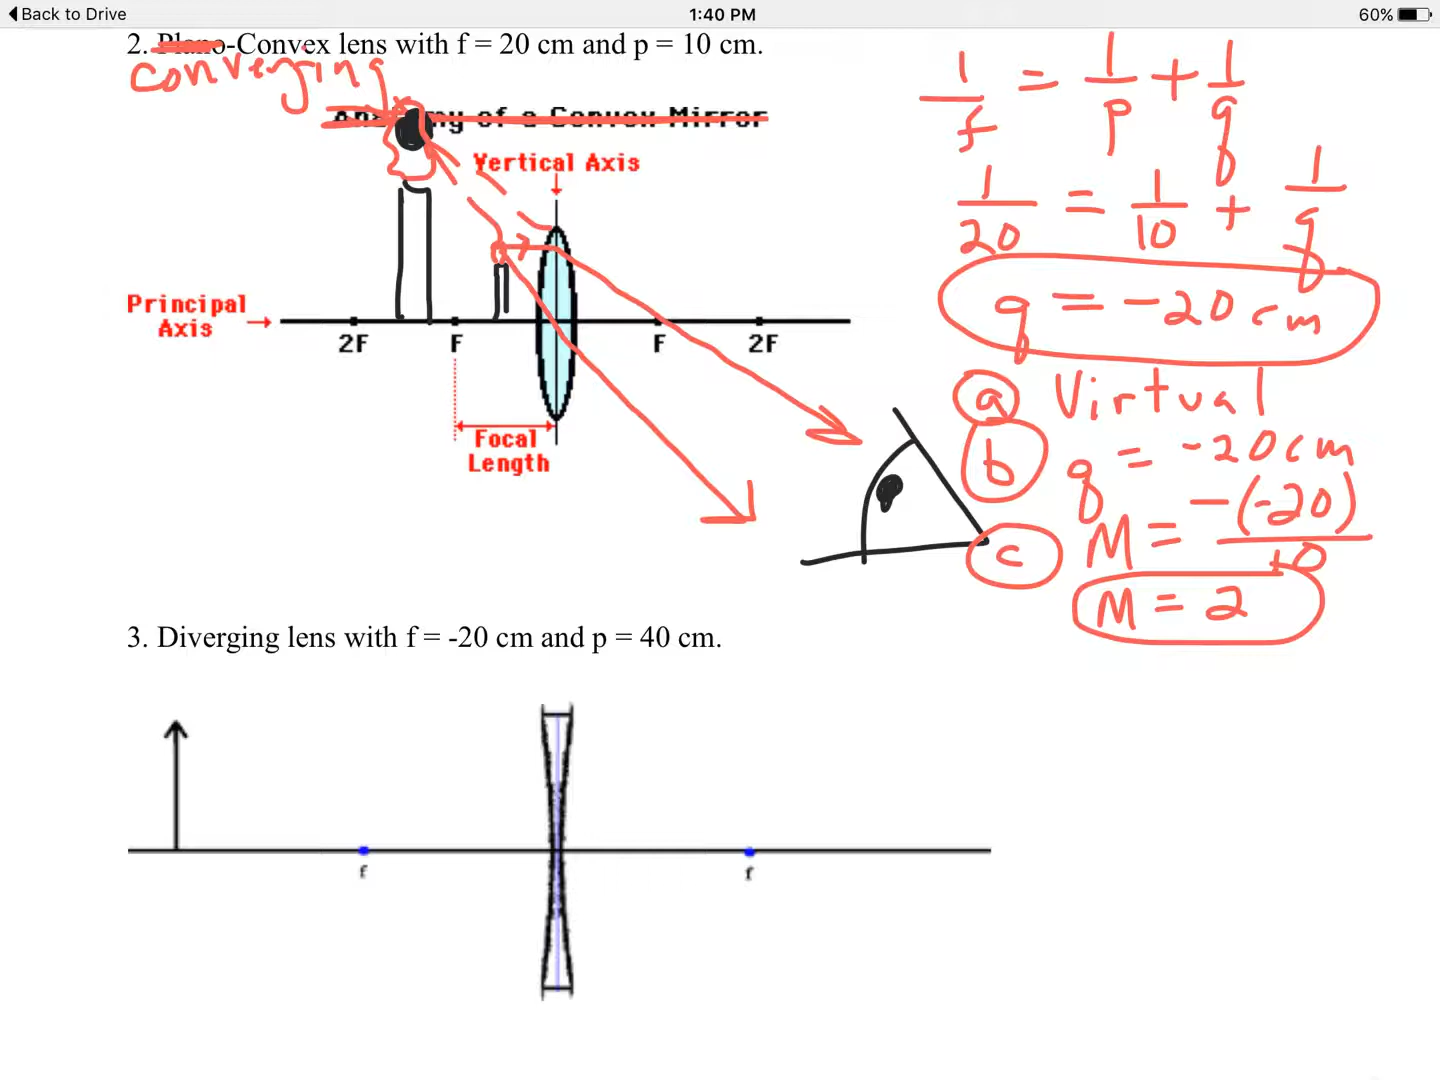 Back to Drive
1:40 PM
60%
2. Plano-Convex lens with f = 20 cm and p = 10 cm.
converging
Anatomy of a Convex Mirror
Vertical Axis
Principal
Axis
2F
F
F
2F
Focal
Length
1/f = 1/p + 1/q
1/20 = 1/10 + 1/q
q = -20 cm
a Virtual
b q = -20 cm
c M = -(-20)/10
M = 2
3. Diverging lens with f = -20 cm and p = 40 cm.
f
f